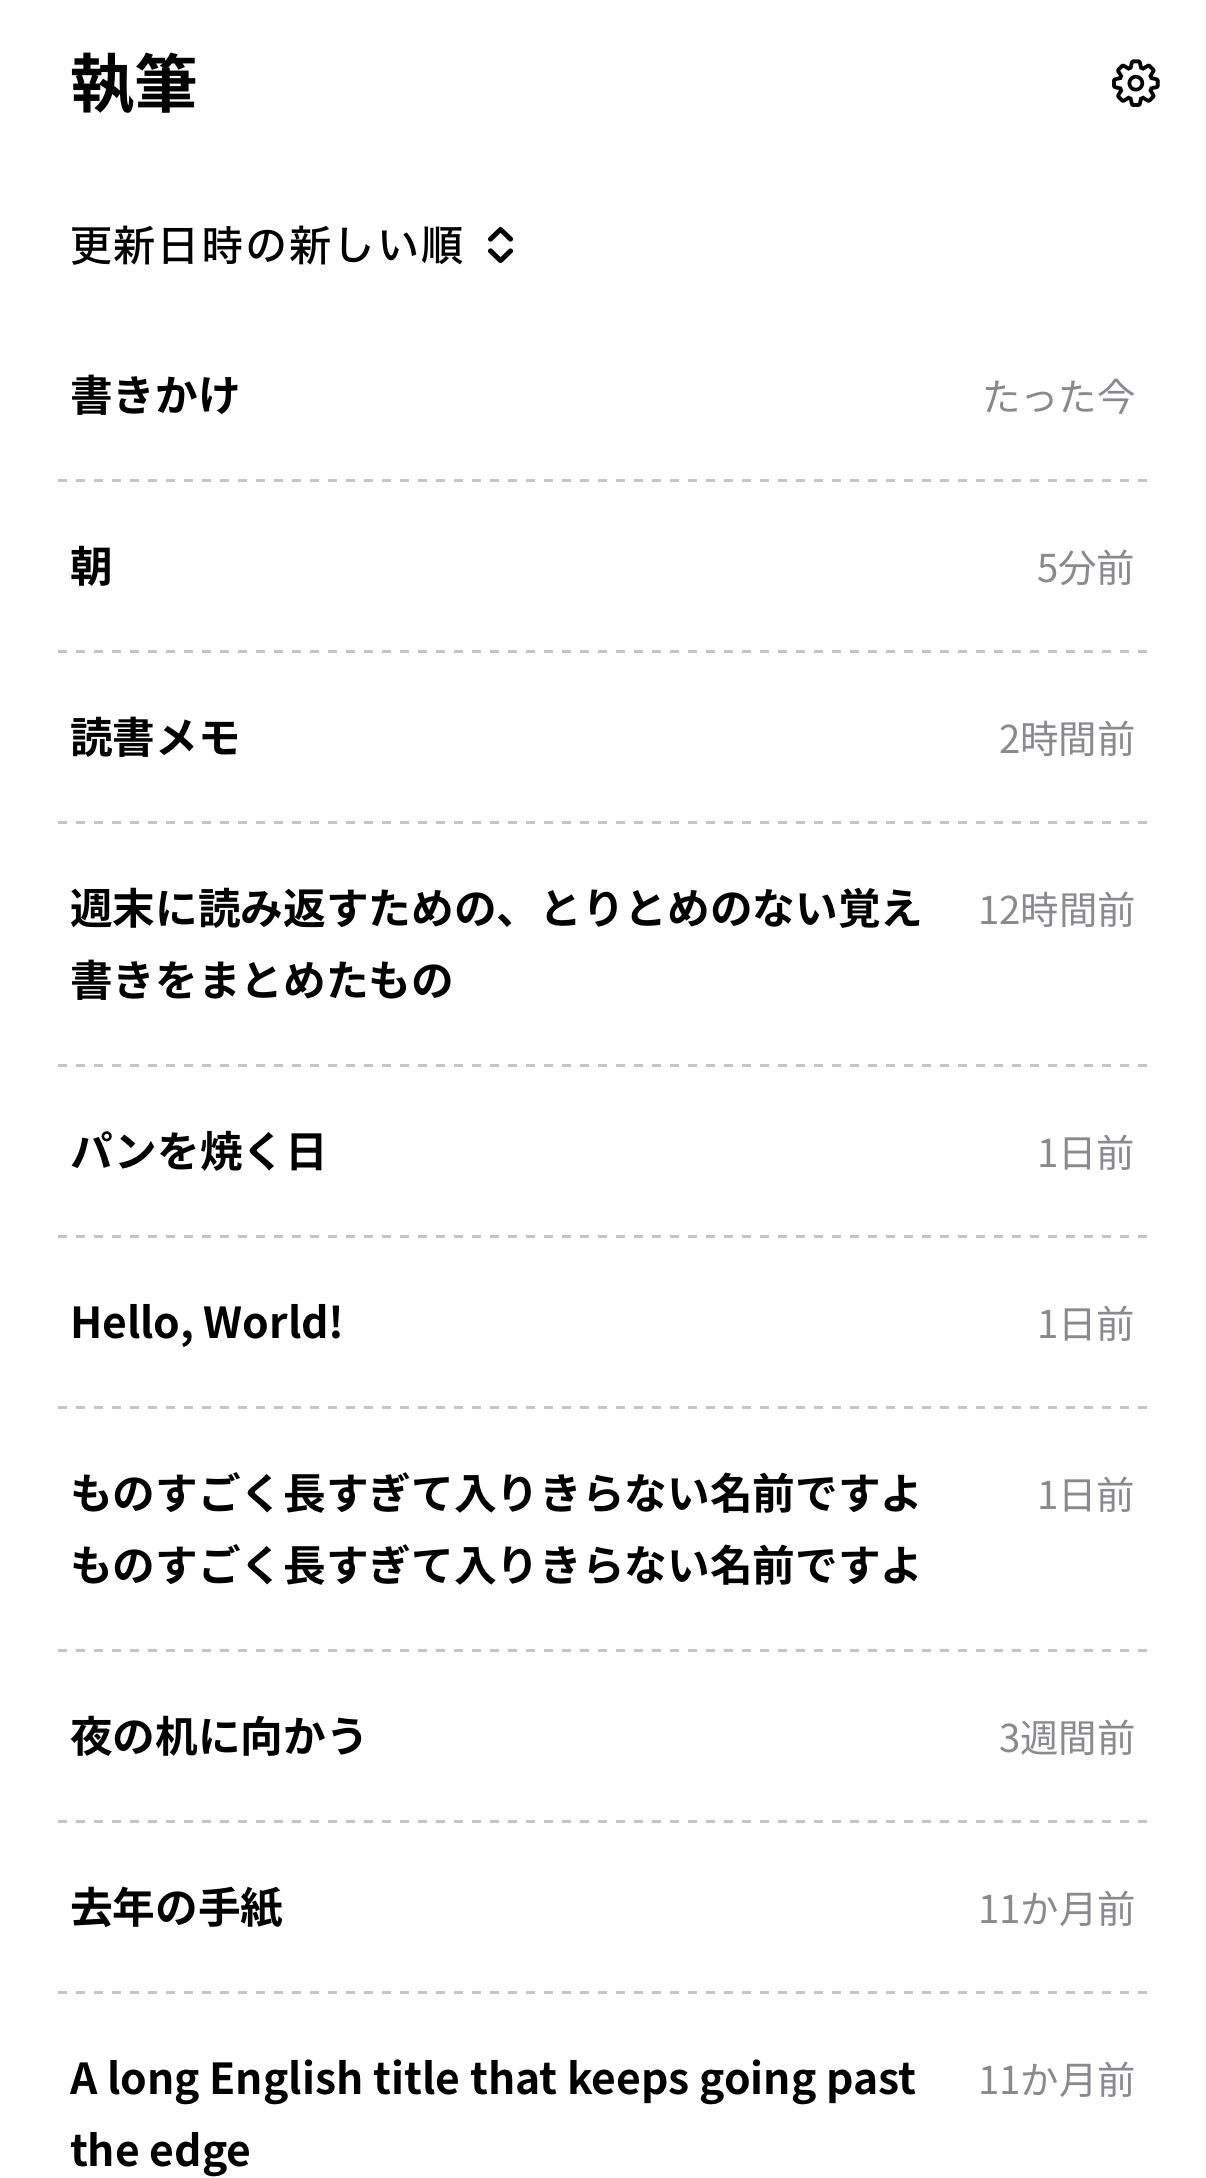 執筆
更新日時の新しい順
書きかけ たった今
朝 5分前
読書メモ 2時間前
週末に読み返すための、とりとめのない覚え 12時間前
書きをまとめたもの
パンを焼く日 1日前
Hello, World! 1日前
ものすごく長すぎて入りきらない名前ですよ 1日前
ものすごく長すぎて入りきらない名前ですよ
夜の机に向かう 3週間前
去年の手紙 11か月前
A long English title that keeps going past 11か月前
the edge